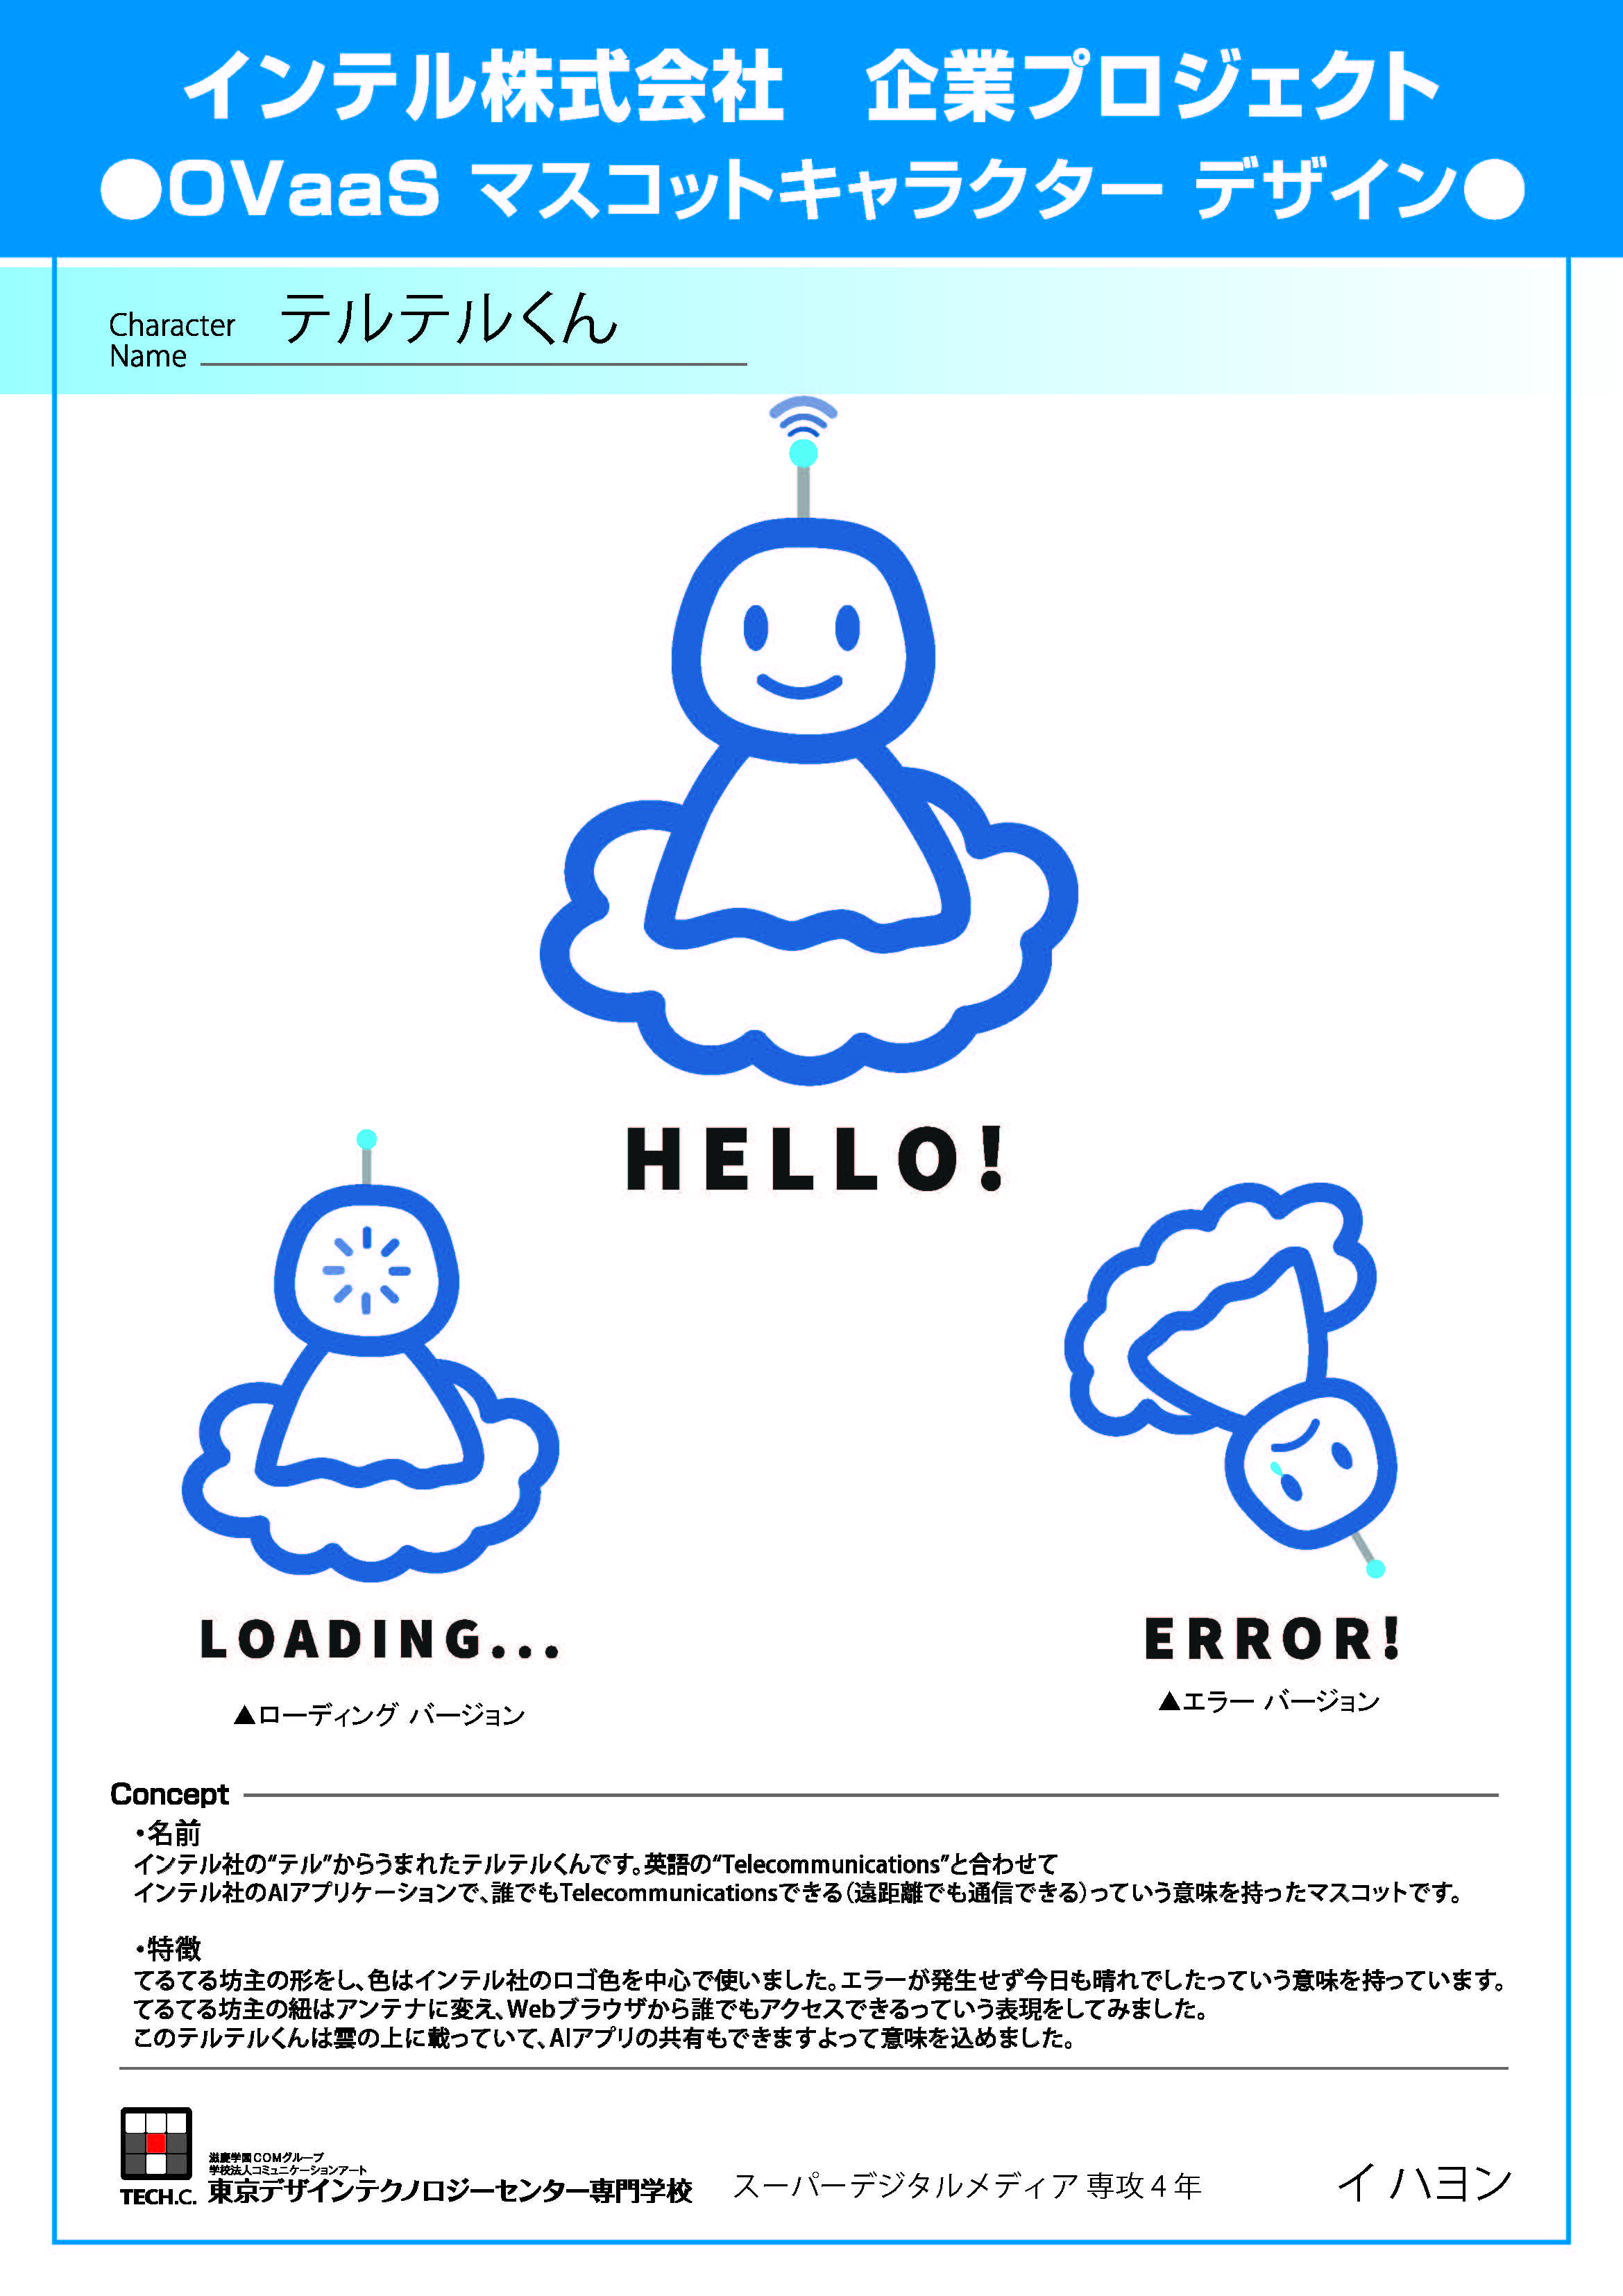 インテル株式会社　企業プロジェクト
●OVaaS マスコットキャラクター デザイン●
Character Name テルテルくん
HELLO!
LOADING...
▲ローディング バージョン
ERROR!
▲エラー バージョン
Concept
・名前
インテル社の“テル”からうまれたテルテルくんです。英語の“Telecommunications”と合わせて
インテル社のAIアプリケーションで、誰でもTelecommunicationsできる（遠距離でも通信できる）っていう意味を持ったマスコットです。
・特徴
てるてる坊主の形をし、色はインテル社のロゴ色を中心で使いました。エラーが発生せず今日も晴れでしたっていう意味を持っています。
てるてる坊主の紐はアンテナに変え、Webブラウザから誰でもアクセスできるっていう表現をしてみました。
このテルテルくんは雲の上に載っていて、AIアプリの共有もできますよって意味を込めました。
滋慶学園COMグループ
学校法人コミュニケーションアート
TECH.C. 東京デザインテクノロジーセンター専門学校
スーパーデジタルメディア専攻４年
イ ハヨン